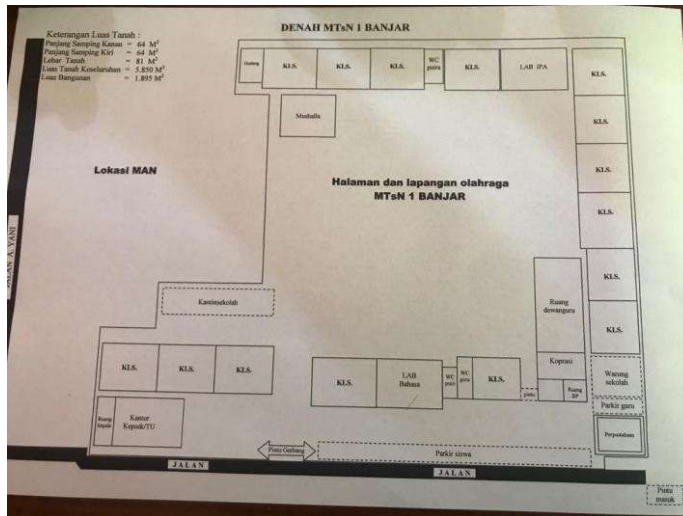 DENAH MTsN 1 BANJAR
Keterangan Luas Tanah :
Panjang Samping Kanan = 64 M²
Panjang Samping Kiri = 64 M²
Lebar Tanah = 81 M²
Luas Tanah Keseluruhan = 5.850 M²
Luas Bangunan = 1.895 M²
Gudang
KLS.
KLS.
KLS.
WC
putra
KLS.
LAB IPA
KLS.
Mushalla
KLS.
Lokasi MAN
Halaman dan lapangan olahraga
MTsN 1 BANJAR
KLS.
KLS.
JALAN A. YANI
KLS.
Kantinsekolah
Ruang
dewanguru
KLS.
KLS.
KLS.
KLS.
KLS.
LAB
Bahasa
WC
putri
WC
guru
KLS.
pintu
Koprasi
Ruang
BP
Warung
sekolah
Parkir guru
Ruang
kepala
Kantor
Kepsek/TU
Perpustakaan
Pintu Gerbang
Parkir siswa
JALAN
JALAN
Pintu
masuk